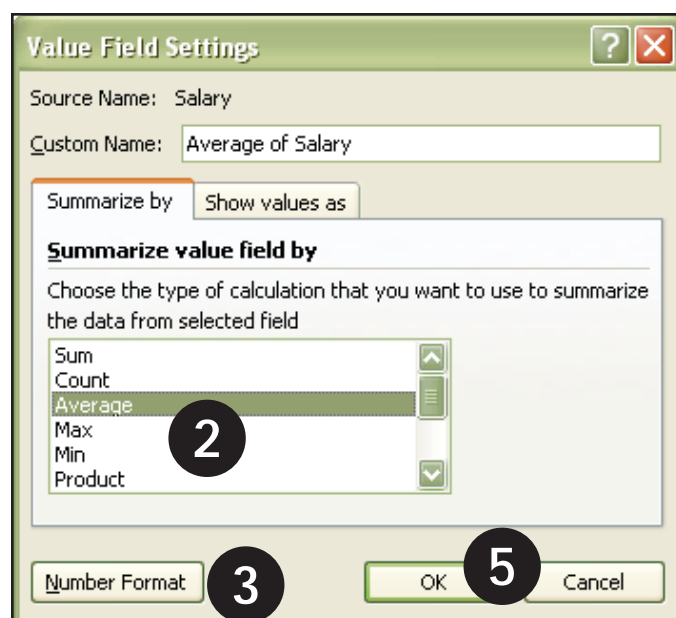 Value Field Settings
Source Name: Salary
Custom Name: Average of Salary
Summarize by Show values as
Summarize value field by
Choose the type of calculation that you want to use to summarize
the data from selected field
Sum
Count
Average
Max
Min
Product
2
Number Format 3 OK 5 Cancel